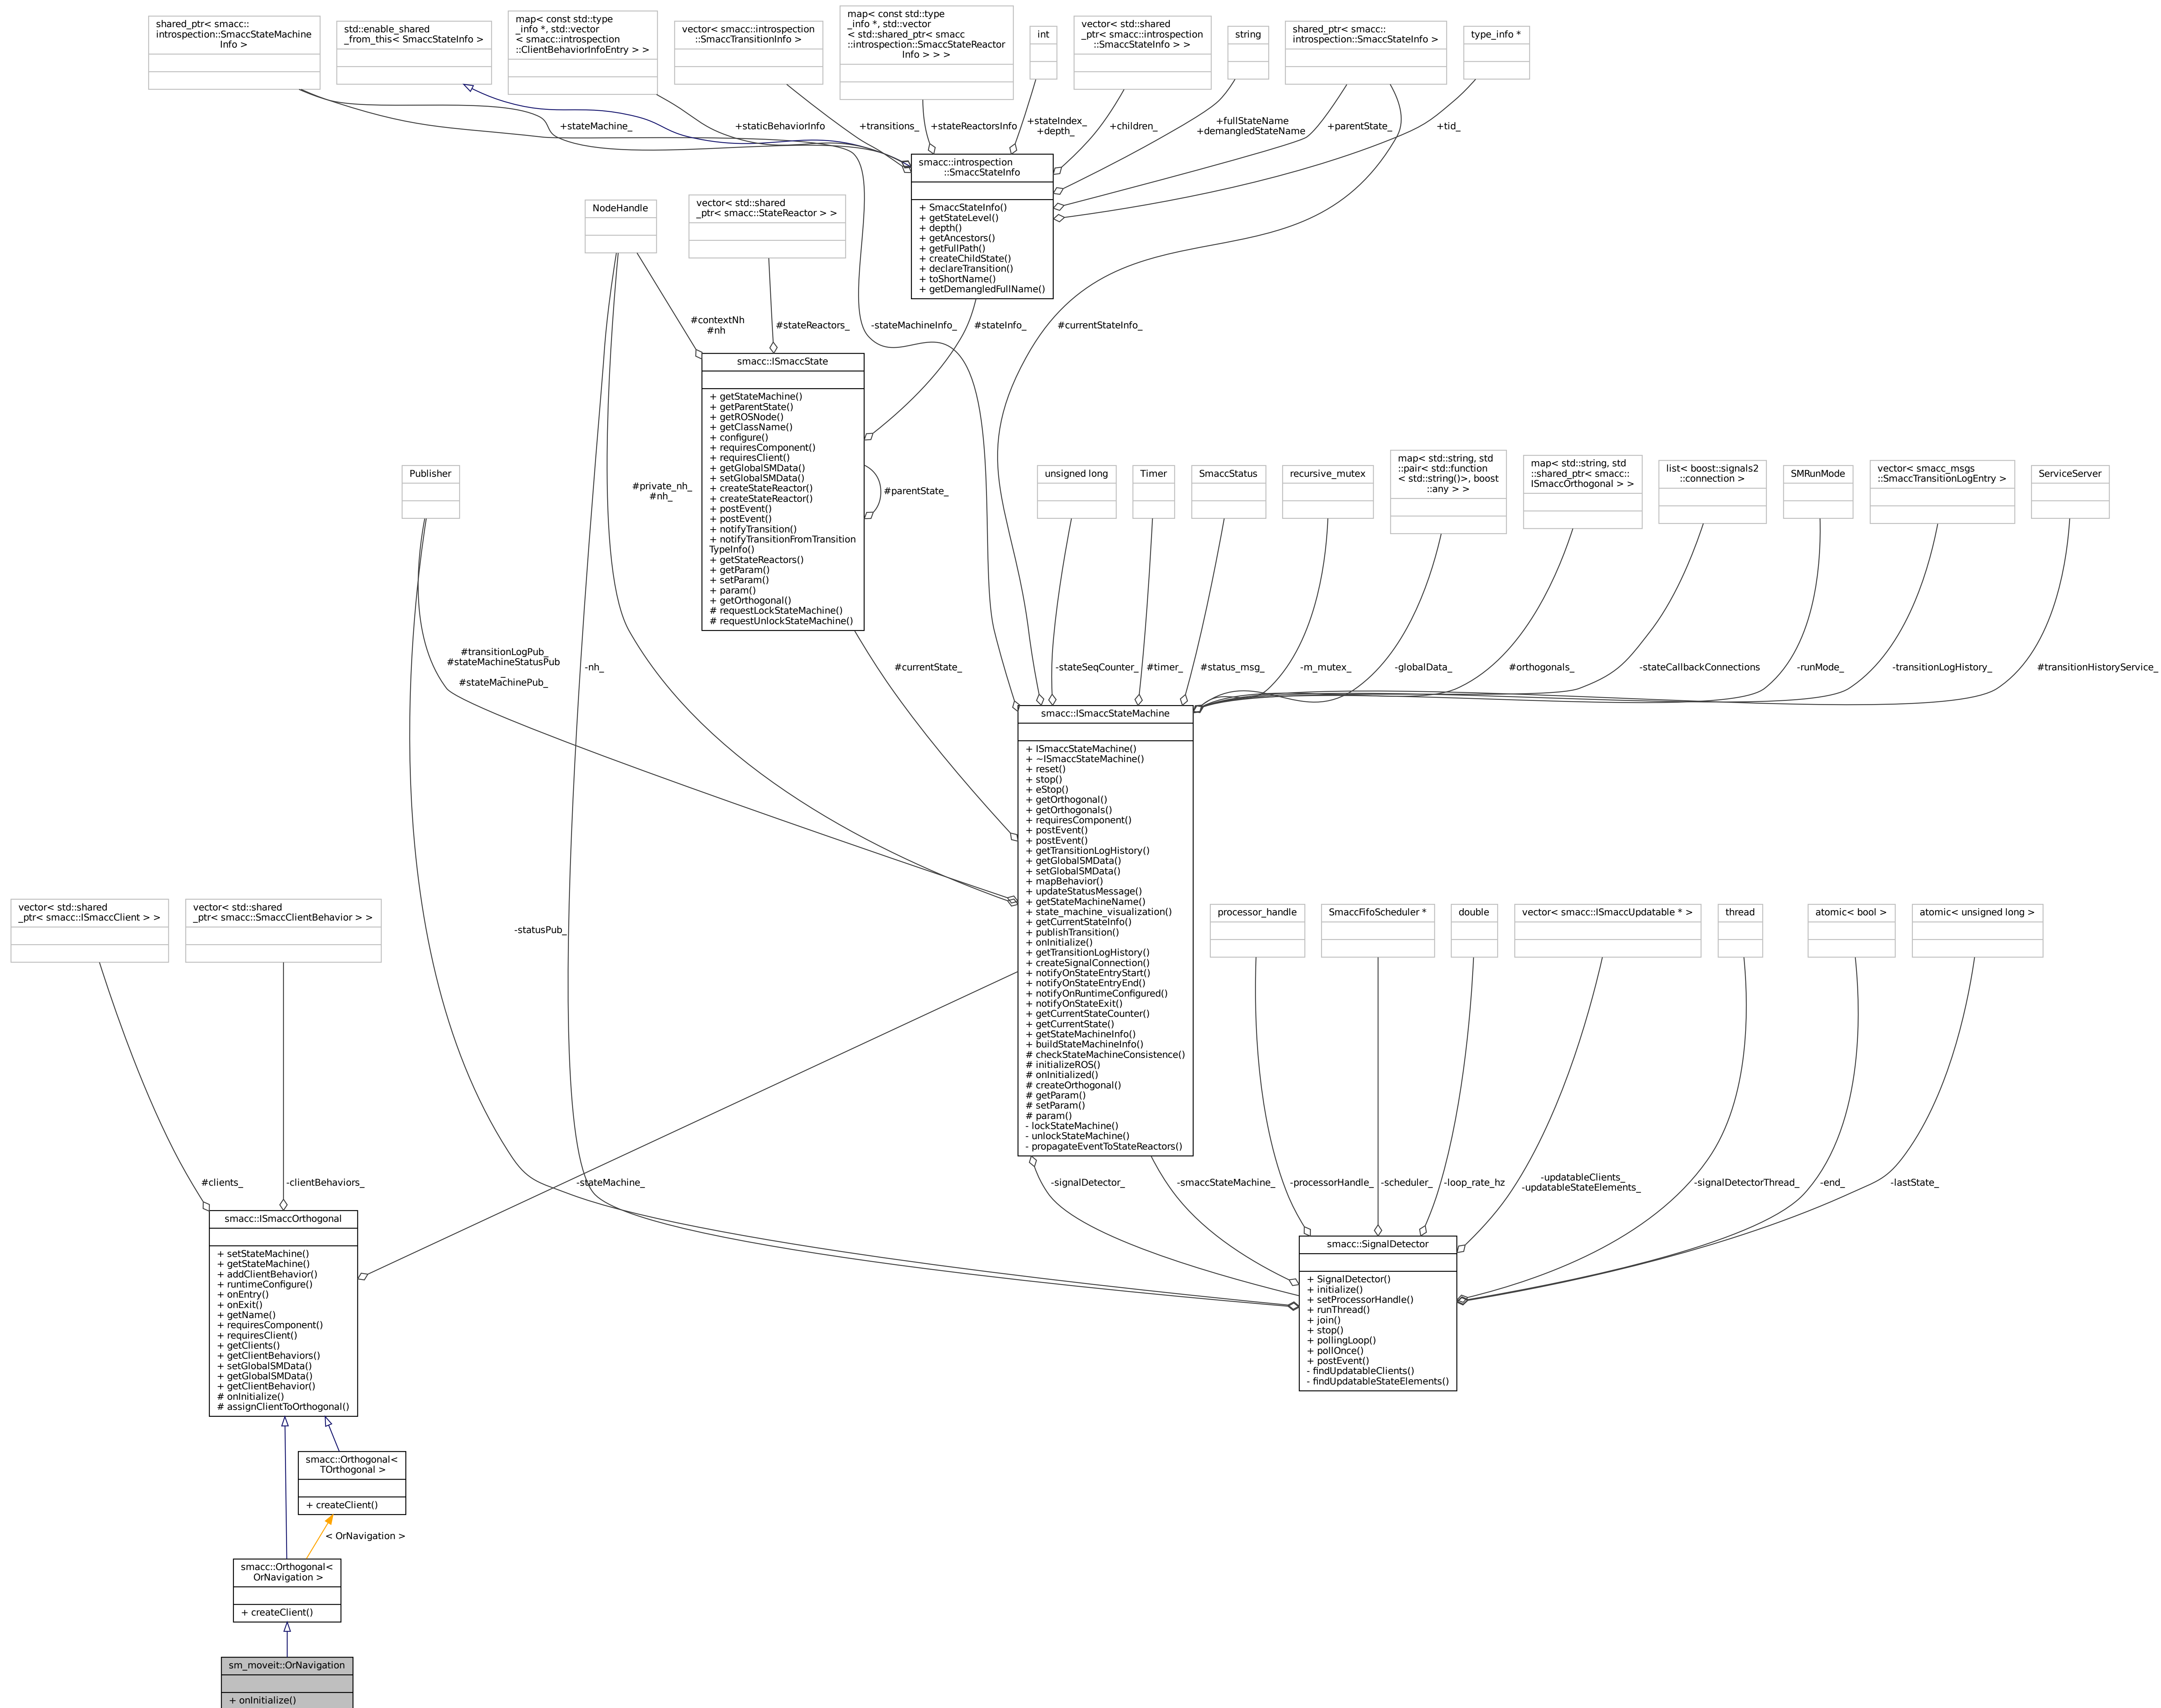 shared_ptr< smacc::
introspection::SmaccStateMachine
Info >
std::enable_shared
_from_this< SmaccStateInfo >
map< const std::type
_info *, std::vector
< smacc::introspection
::ClientBehaviorInfoEntry > >
vector< smacc::introspection
::SmaccTransitionInfo >
map< const std::type
_info *, std::vector
< std::shared_ptr< smacc
::introspection::SmaccStateReactor
Info > > >
int
vector< std::shared
_ptr< smacc::introspection
::SmaccStateInfo > >
string
shared_ptr< smacc::
introspection::SmaccStateInfo >
type_info *
+stateMachine_
+staticBehaviorInfo
+transitions_
+stateReactorsInfo
+stateIndex_
+depth_
+children_
+fullStateName
+demangledStateName
+parentState_
+tid_
smacc::introspection
::SmaccStateInfo
+ SmaccStateInfo()
+ getStateLevel()
+ depth()
+ getAncestors()
+ getFullPath()
+ createChildState()
+ declareTransition()
+ toShortName()
+ getDemangledFullName()
NodeHandle
vector< std::shared
_ptr< smacc::StateReactor > >
#contextNh
#nh
#stateReactors_
-stateMachineInfo_
#stateInfo_
#currentStateInfo_
smacc::ISmaccState
+ getStateMachine()
+ getParentState()
+ getROSNode()
+ getClassName()
+ configure()
+ requiresComponent()
+ requiresClient()
+ getGlobalSMData()
+ setGlobalSMData()
+ createStateReactor()
+ createStateReactor()
+ postEvent()
+ postEvent()
+ notifyTransition()
+ notifyTransitionFromTransition
TypeInfo()
+ getStateReactors()
+ getParam()
+ setParam()
+ param()
+ getOrthogonal()
# requestLockStateMachine()
# requestUnlockStateMachine()
#parentState_
Publisher
#private_nh_
#nh_
unsigned long
Timer
SmaccStatus
recursive_mutex
map< std::string, std
::pair< std::function
< std::string()>, boost
::any > >
map< std::string, std
::shared_ptr< smacc::
ISmaccOrthogonal > >
list< boost::signals2
::connection >
SMRunMode
vector< smacc_msgs
::SmaccTransitionLogEntry >
ServiceServer
#transitionLogPub_
#stateMachineStatusPub
_
#stateMachinePub_
-nh_
#currentState_
-stateSeqCounter_
#timer_
#status_msg_
-m_mutex_
-globalData_
#orthogonals_
-stateCallbackConnections
-runMode_
-transitionLogHistory_
#transitionHistoryService_
smacc::ISmaccStateMachine
+ ISmaccStateMachine()
+ ~ISmaccStateMachine()
+ reset()
+ stop()
+ eStop()
+ getOrthogonal()
+ getOrthogonals()
+ requiresComponent()
+ postEvent()
+ postEvent()
+ getTransitionLogHistory()
+ getGlobalSMData()
+ setGlobalSMData()
+ mapBehavior()
+ updateStatusMessage()
+ getStateMachineName()
+ state_machine_visualization()
+ getCurrentStateInfo()
+ publishTransition()
+ onInitialize()
+ getTransitionLogHistory()
+ createSignalConnection()
+ notifyOnStateEntryStart()
+ notifyOnStateEntryEnd()
+ notifyOnRuntimeConfigured()
+ notifyOnStateExit()
+ getCurrentStateCounter()
+ getCurrentState()
+ getStateMachineInfo()
+ buildStateMachineInfo()
# checkStateMachineConsistence()
# initializeROS()
# onInitialized()
# createOrthogonal()
# getParam()
# setParam()
# param()
- lockStateMachine()
- unlockStateMachine()
- propagateEventToStateReactors()
vector< std::shared
_ptr< smacc::ISmaccClient > >
vector< std::shared
_ptr< smacc::SmaccClientBehavior > >
-statusPub_
processor_handle
SmaccFifoScheduler *
double
vector< smacc::ISmaccUpdatable * >
thread
atomic< bool >
atomic< unsigned long >
#clients_
-clientBehaviors_
-stateMachine_
-signalDetector_
-smaccStateMachine_
-processorHandle_
-scheduler_
-loop_rate_hz
-updatableClients_
-updatableStateElements_
-signalDetectorThread_
-end_
-lastState_
smacc::ISmaccOrthogonal
+ setStateMachine()
+ getStateMachine()
+ addClientBehavior()
+ runtimeConfigure()
+ onEntry()
+ onExit()
+ getName()
+ requiresComponent()
+ requiresClient()
+ getClients()
+ getClientBehaviors()
+ setGlobalSMData()
+ getGlobalSMData()
+ getClientBehavior()
# onInitialize()
# assignClientToOrthogonal()
smacc::SignalDetector
+ SignalDetector()
+ initialize()
+ setProcessorHandle()
+ runThread()
+ join()
+ stop()
+ pollingLoop()
+ pollOnce()
+ postEvent()
- findUpdatableClients()
- findUpdatableStateElements()
smacc::Orthogonal<
TOrthogonal >
+ createClient()
< OrNavigation >
smacc::Orthogonal<
OrNavigation >
+ createClient()
sm_moveit::OrNavigation
+ onInitialize()